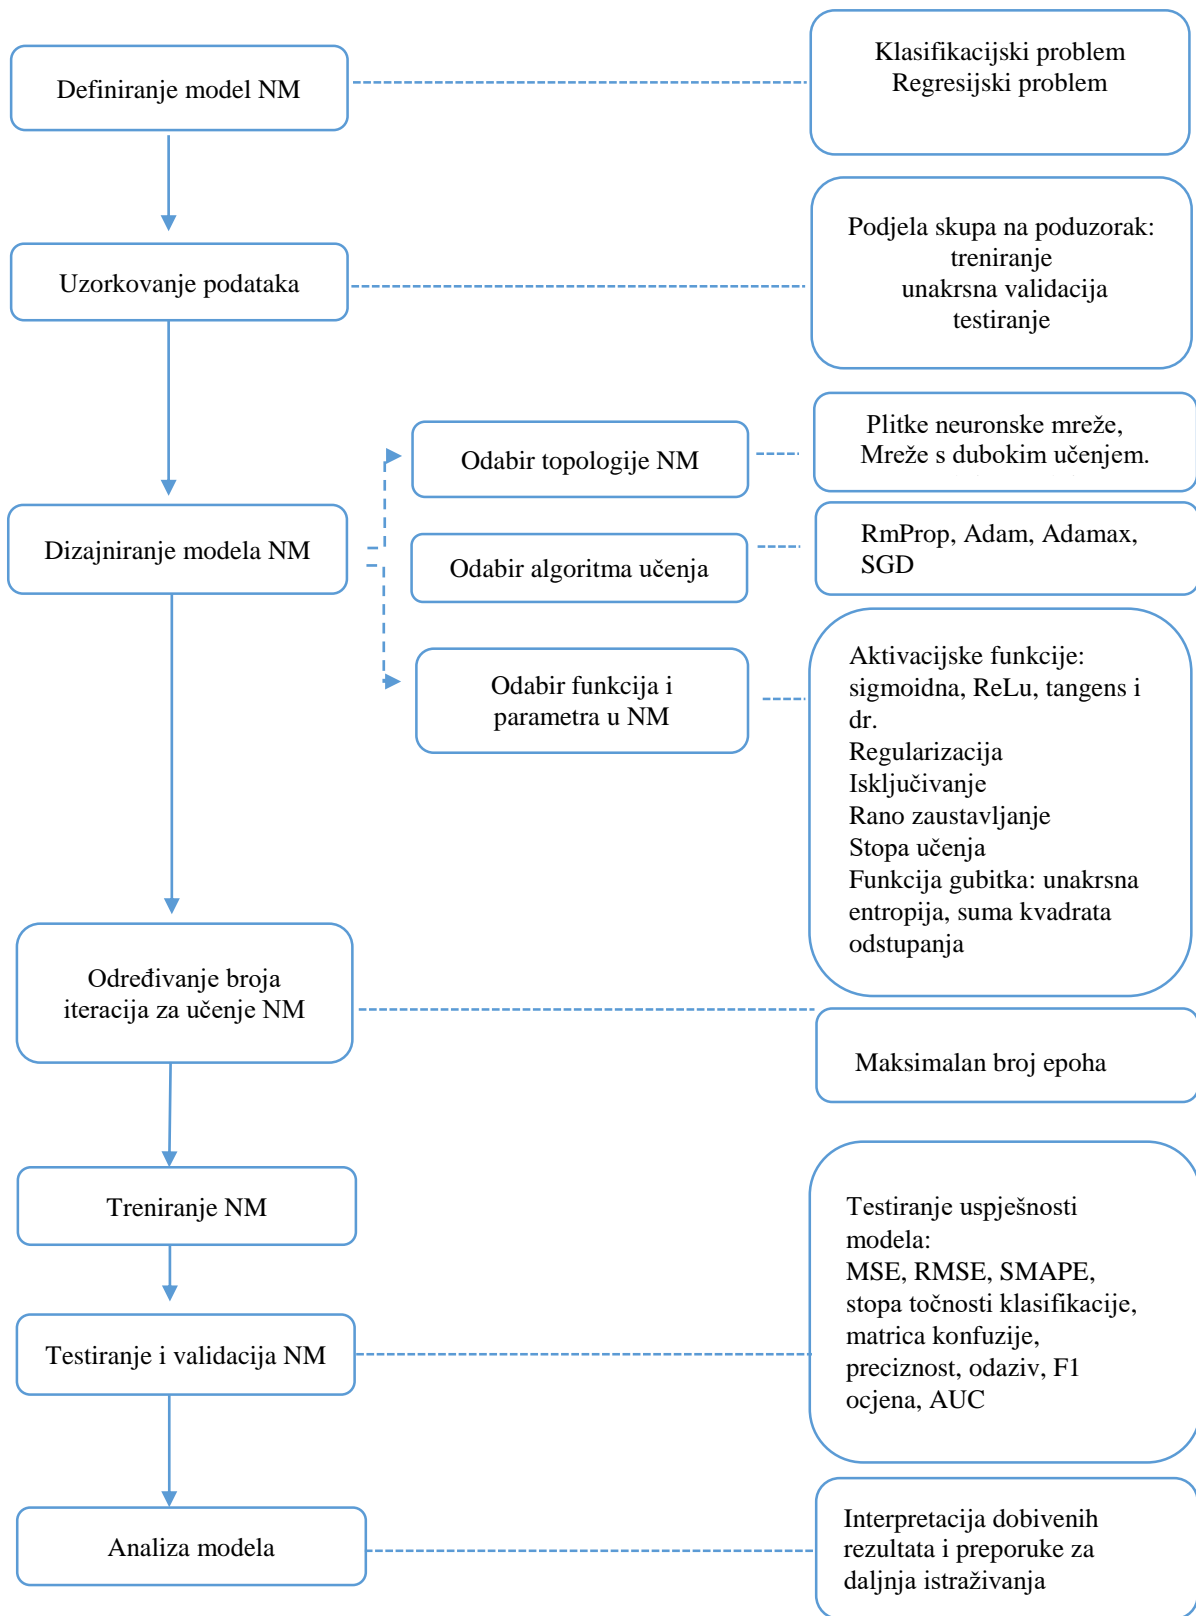 Definiranje model NM
Klasifikacijski problem
Regresijski problem
Uzorkovanje podataka
Podjela skupa na poduzorak:
treniranje
unakrsna validacija
testiranje
Dizajniranje modela NM
Odabir topologije NM
Plitke neuronske mreže,
Mreže s dubokim učenjem.
Odabir algoritma učenja
RmProp, Adam, Adamax,
SGD
Odabir funkcija i
parametra u NM
Aktivacijske funkcije:
sigmoidna, ReLu, tangens i
dr.
Regularizacija
Isključivanje
Rano zaustavljanje
Stopa učenja
Funkcija gubitka: unakrsna
entropija, suma kvadrata
odstupanja
Određivanje broja
iteracija za učenje NM
Maksimalan broj epoha
Treniranje NM
Testiranje i validacija NM
Testiranje uspješnosti
modela:
MSE, RMSE, SMAPE,
stopa točnosti klasifikacije,
matrica konfuzije,
preciznost, odaziv, F1
ocjena, AUC
Analiza modela
Interpretacija dobivenih
rezultata i preporuke za
daljnja istraživanja